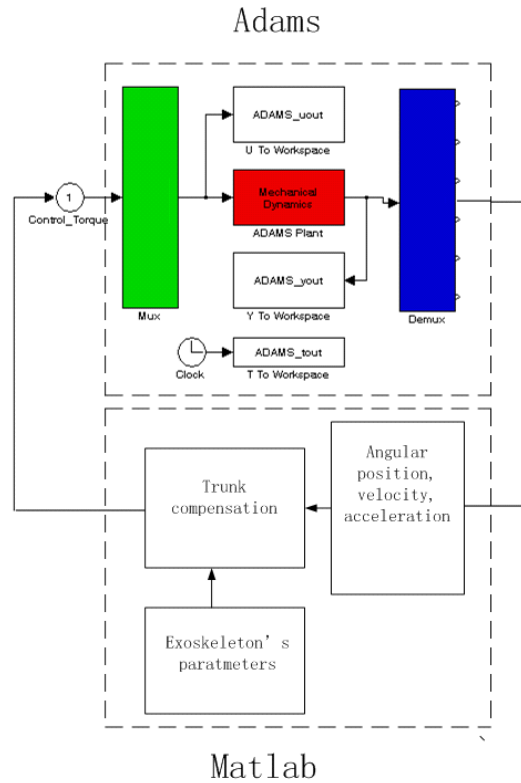 Adams
ADAMS_uout
U To Workspace
1
Control_Torque
Mechanical
Dynamics
ADAMS Plant
ADAMS_yout
Y To Workspace
Mux
Demux
Clock
ADAMS_tout
T To Workspace
Trunk
compensation
Angular
position,
velocity,
acceleration
Exoskeleton's
paratmeters
Matlab